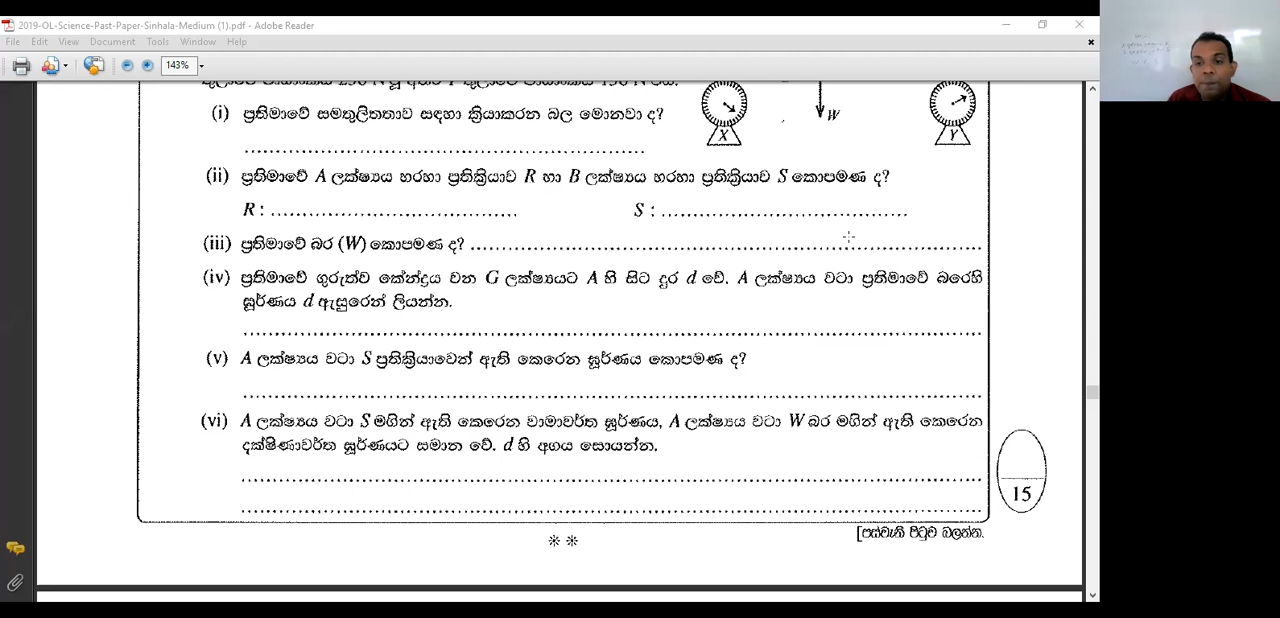 2019-OL-Science-Past-Paper-Sinhala-Medium (1).pdf - Adobe Reader
File Edit View Document Tools Window Help
143%
(i) ප්‍රතිමාවේ සමතුලිතතාව සඳහා ක්‍රියාකරන බල මොනවා ද?
W
X
Y
(ii) ප්‍රතිමාවේ A ලක්ෂ්‍යය හරහා ප්‍රතික්‍රියාව R හා B ලක්ෂ්‍යය හරහා ප්‍රතික්‍රියාව S කොපමණ ද?
R : ................................... S : ...................................
(iii) ප්‍රතිමාවේ බර (W) කොපමණ ද? ...................................
(iv) ප්‍රතිමාවේ ගුරුත්ව කේන්ද්‍රය වන G ලක්ෂ්‍යයට A හි සිට දුර d වේ. A ලක්ෂ්‍යය වටා ප්‍රතිමාවේ බරෙහි
ඝූර්ණය d ඇසුරෙන් ලියන්න.
(v) A ලක්ෂ්‍යය වටා S ප්‍රතික්‍රියාවෙන් ඇති කෙරෙන ඝූර්ණය කොපමණ ද?
(vi) A ලක්ෂ්‍යය වටා S මගින් ඇති කෙරෙන වාමාවර්ත ඝූර්ණය, A ලක්ෂ්‍යය වටා W බර මගින් ඇති කෙරෙන
දක්ෂිණාවර්ත ඝූර්ණයට සමාන වේ. d හි අගය සොයන්න.
15
[පස්වැනි පිටුව බලන්න.